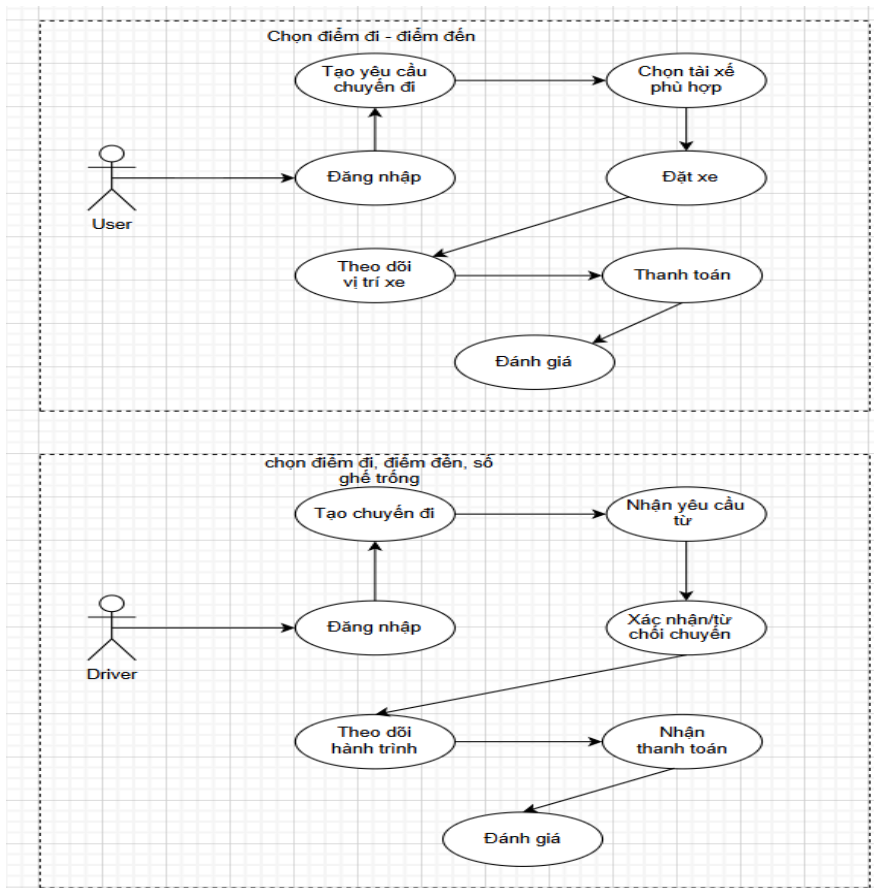 Chọn điểm đi - điểm đến
Tạo yêu cầu
chuyến đi
Chọn tài xế
phù hợp
Đăng nhập
Đặt xe
User
Theo dõi
vị trí xe
Thanh toán
Đánh giá
chọn điểm đi, điểm đến, số
ghế trống
Tạo chuyến đi
Nhận yêu cầu
từ
Đăng nhập
Xác nhận/từ
chối chuyến
Driver
Theo dõi
hành trình
Nhận
thanh toán
Đánh giá